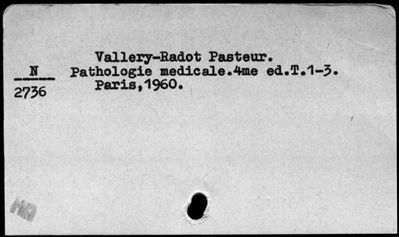 Vallery-Radot Pasteur.
N Pathologie medicale.4me ed.T.1-3.
2736 Paris,1960.